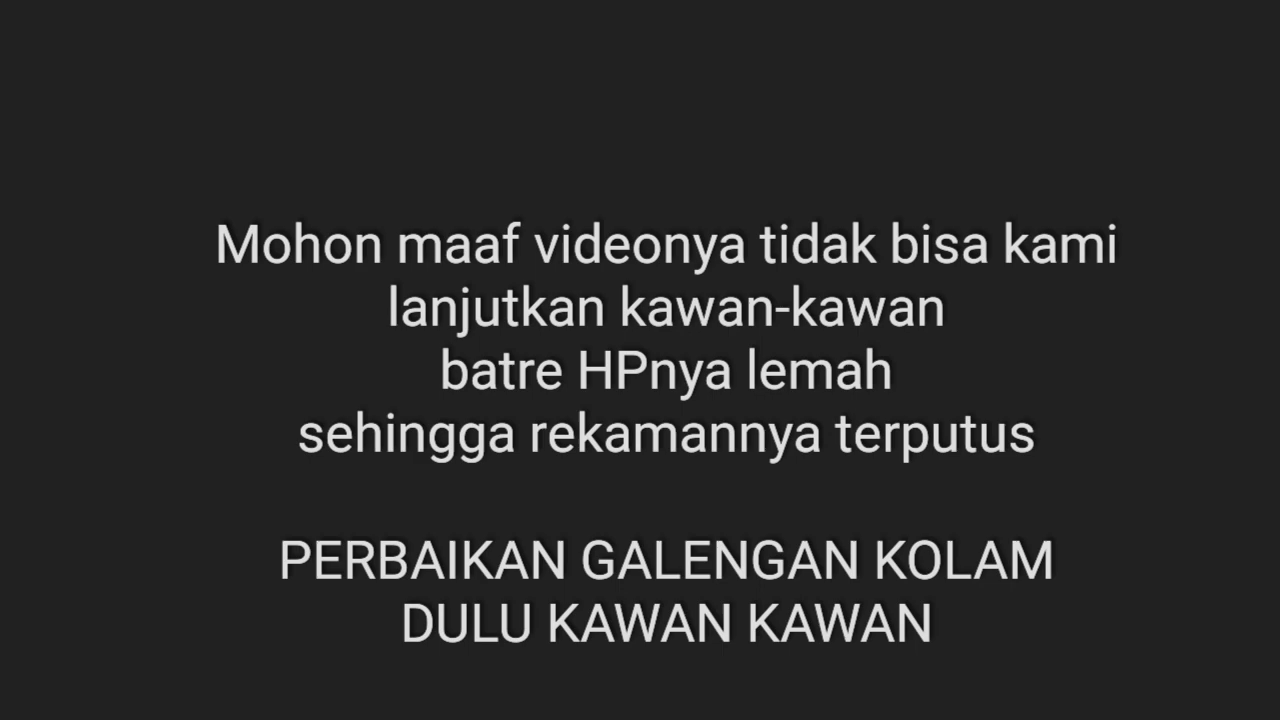 Mohon maaf videonya tidak bisa kami
lanjutkan kawan-kawan
batre HPnya lemah
sehingga rekamannya terputus
PERBAIKAN GALENGAN KOLAM
DULU KAWAN KAWAN